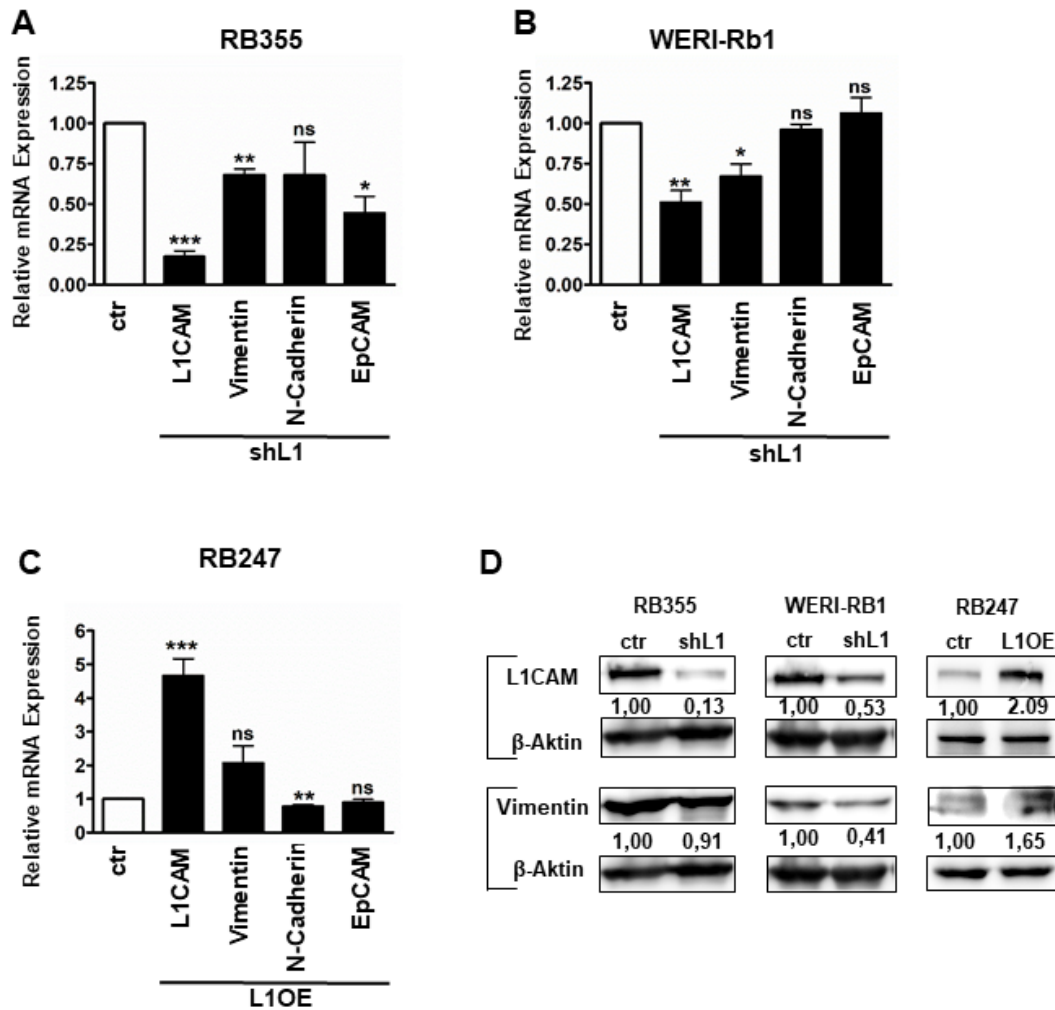 A
RB355
Relative mRNA Expression
1.25
1.00
0.75
0.50
0.25
0.00
***
**
ns
*
ctr
L1CAM
Vimentin
N-Cadherin
EpCAM
shL1
B
WERI-Rb1
Relative mRNA Expression
1.25
1.00
0.75
0.50
0.25
0.00
**
*
ns
ns
ctr
L1CAM
Vimentin
N-Cadherin
EpCAM
shL1
C
RB247
Relative mRNA Expression
6
5
4
3
2
1
0
***
ns
**
ns
ctr
L1CAM
Vimentin
N-Cadherin
EpCAM
L1OE
D
RB355 WERI-RB1 RB247
ctr shL1 ctr shL1 ctr L1OE
L1CAM
1,00 0,13 1,00 0,53 1,00 2.09
β-Aktin
Vimentin
1,00 0,91 1,00 0,41 1,00 1,65
β-Aktin